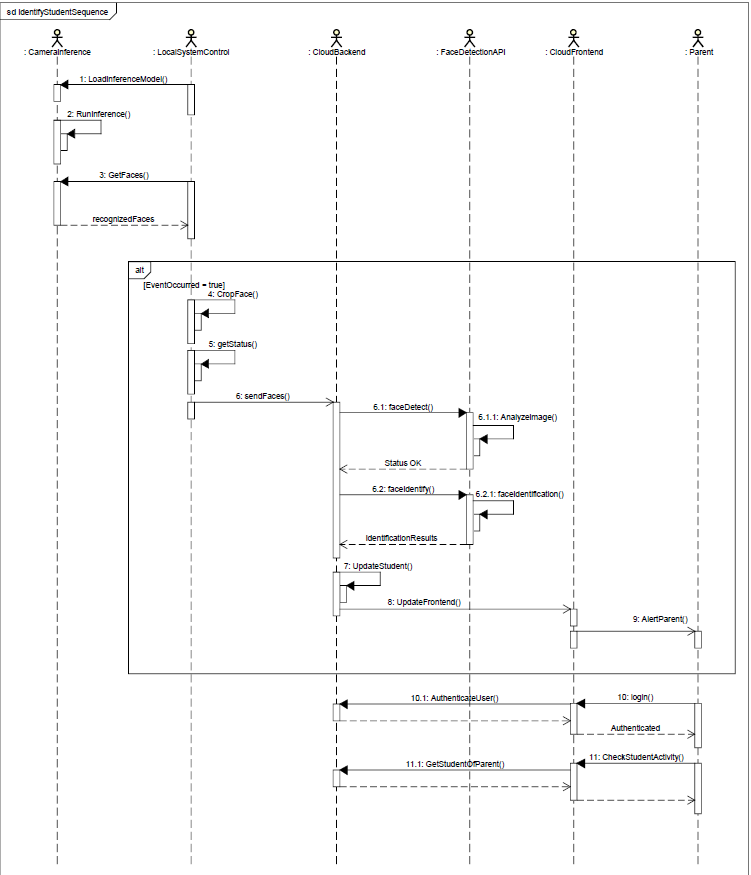 sd IdentifyStudentSequence
: CameraInference
: LocalSystemControl
: CloudBackend
: FaceDetectionAPI
: CloudFrontend
: Parent
1: LoadInferenceModel()
2: RunInference()
3: GetFaces()
recognizedFaces
alt
[EventOccurred = true]
4: CropFace()
5: getStatus()
6: sendFaces()
6.1: faceDetect()
6.1.1: AnalyzeImage()
Status OK
6.2: faceIdentify()
6.2.1: faceIdentification()
IdentificationResults
7: UpdateStudent()
8: UpdateFrontend()
9: AlertParent()
10: login()
10.1: AuthenticateUser()
Authenticated
11: CheckStudentActivity()
11.1: GetStudentOfParent()